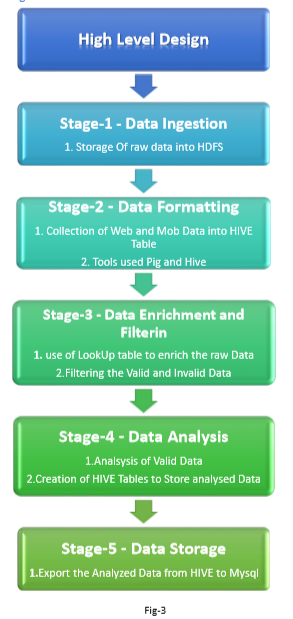 High Level Design
Stage-1 - Data Ingestion
1. Storage Of raw data into HDFS
Stage-2 - Data Formatting
1. Collection of Web and Mob Data into HIVE
Table
2. Tools used Pig and Hive
Stage-3 - Data Enrichment and
Filterin
1. use of LookUp table to enrich the raw Data
2.Filtering the Valid and Invalid Data
Stage-4 - Data Analysis
1.Analsysis of Valid Data
2.Creation of HIVE Tables to Store analysed Data
Stage-5 - Data Storage
1.Export the Analyzed Data from HIVE to Mysql
Fig-3